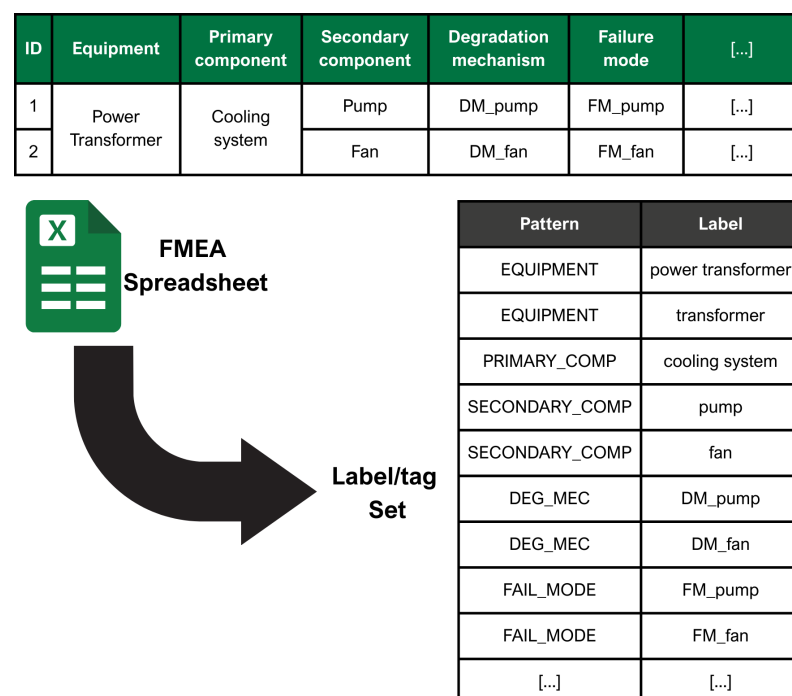 ID Equipment Primary component Secondary component Degradation mechanism Failure mode [...]
1 Power Transformer Cooling system Pump DM_pump FM_pump [...]
2 Fan DM_fan FM_fan [...]
X
FMEA
Spreadsheet
Label/tag
Set
Pattern Label
EQUIPMENT power transformer
EQUIPMENT transformer
PRIMARY_COMP cooling system
SECONDARY_COMP pump
SECONDARY_COMP fan
DEG_MEC DM_pump
DEG_MEC DM_fan
FAIL_MODE FM_pump
FAIL_MODE FM_fan
[...] [...]